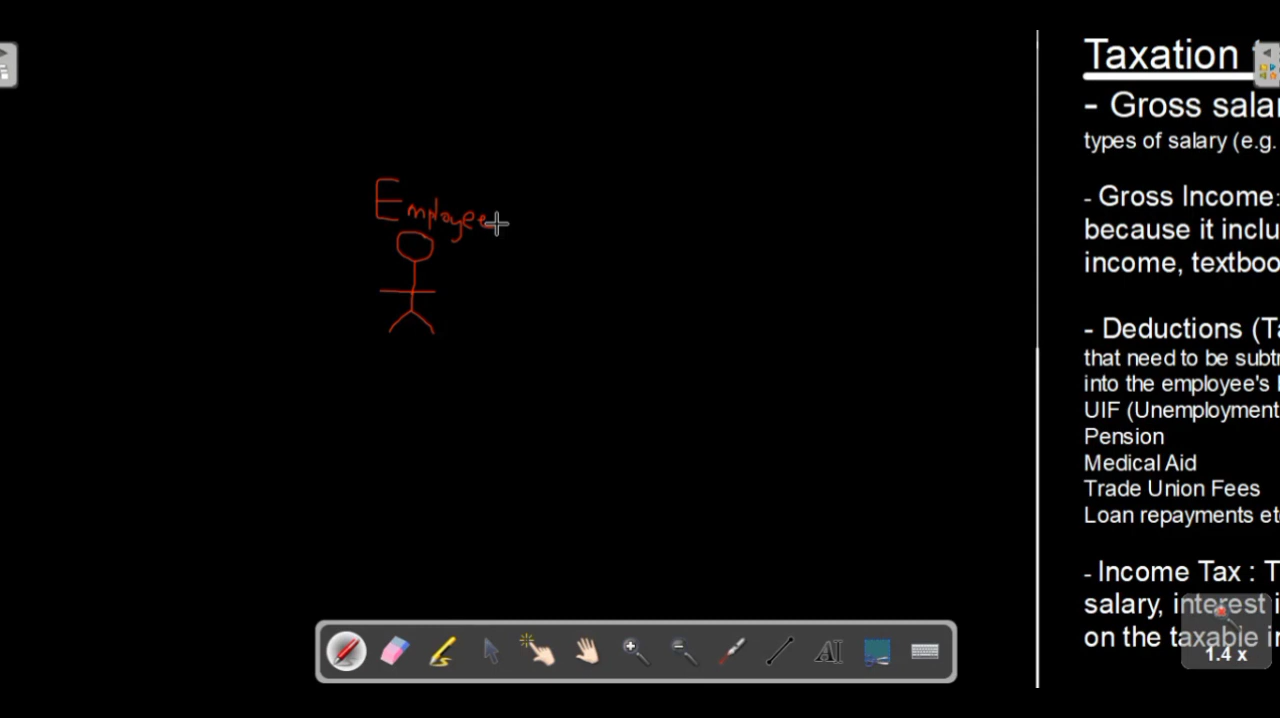 Employee
Taxation
- Gross salar
types of salary (e.g.
- Gross Income:
because it inclu
income, textboo
- Deductions (Ta
that need to be subtr
into the employee's
UIF (Unemployment
Pension
Medical Aid
Trade Union Fees
Loan repayments et
- Income Tax : T
salary, interest i
on the taxable i
AI
1.4 x